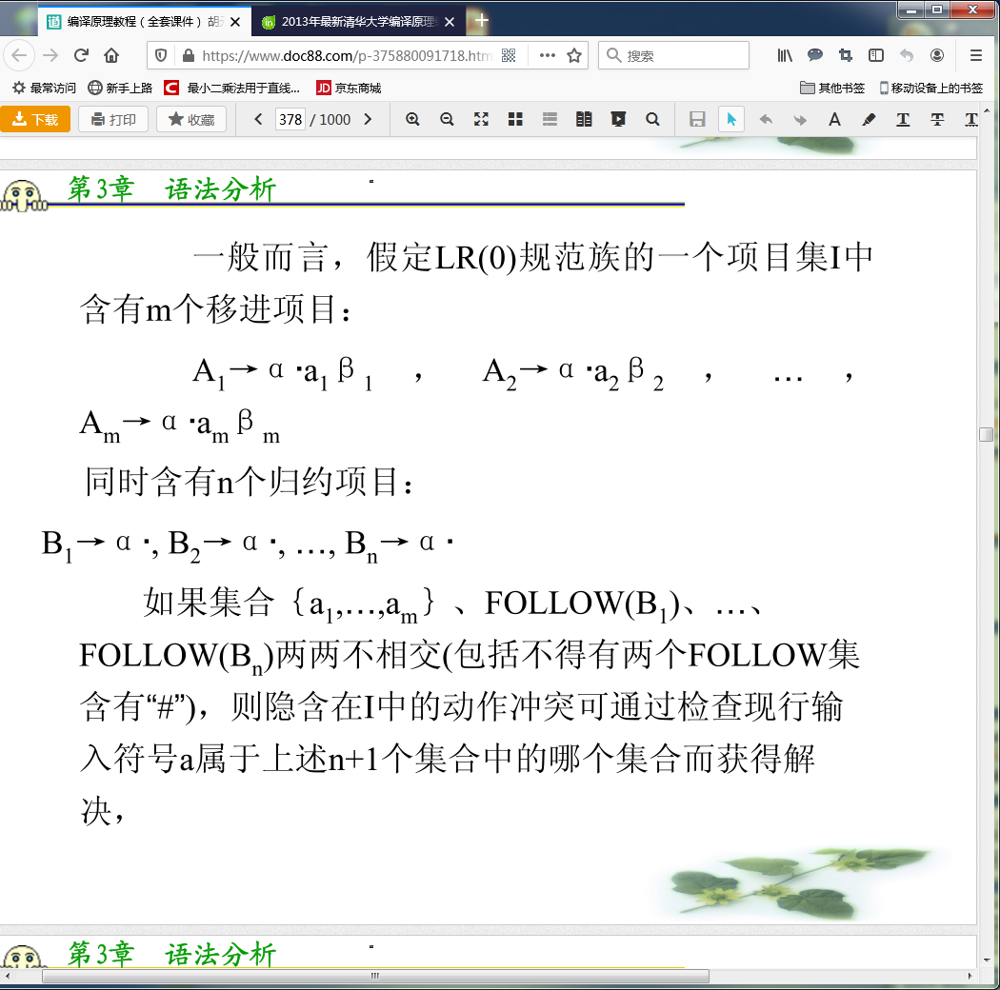 编译原理教程（全套课件）胡元
2013年最新清华大学编译原理
https://www.doc88.com/p-375880091718.htm
搜索
最常访问 新手上路 最小二乘法用于直线... JD 京东商城 其他书签 移动设备上的书签
下载 打印 收藏 378 / 1000
第3章 语法分析
一般而言，假定LR(0)规范族的一个项目集I中
含有m个移进项目：
A1→α·a1β1 ， A2→α·a2β2 ， … ，
Am→α·amβm
同时含有n个归约项目：
B1→α·, B2→α·, …, Bn→α·
如果集合｛a1,…,am｝、FOLLOW(B1)、…、
FOLLOW(Bn)两两不相交(包括不得有两个FOLLOW集
含有“#”)，则隐含在I中的动作冲突可通过检查现行输
入符号a属于上述n+1个集合中的哪个集合而获得解
决，
第3章 语法分析